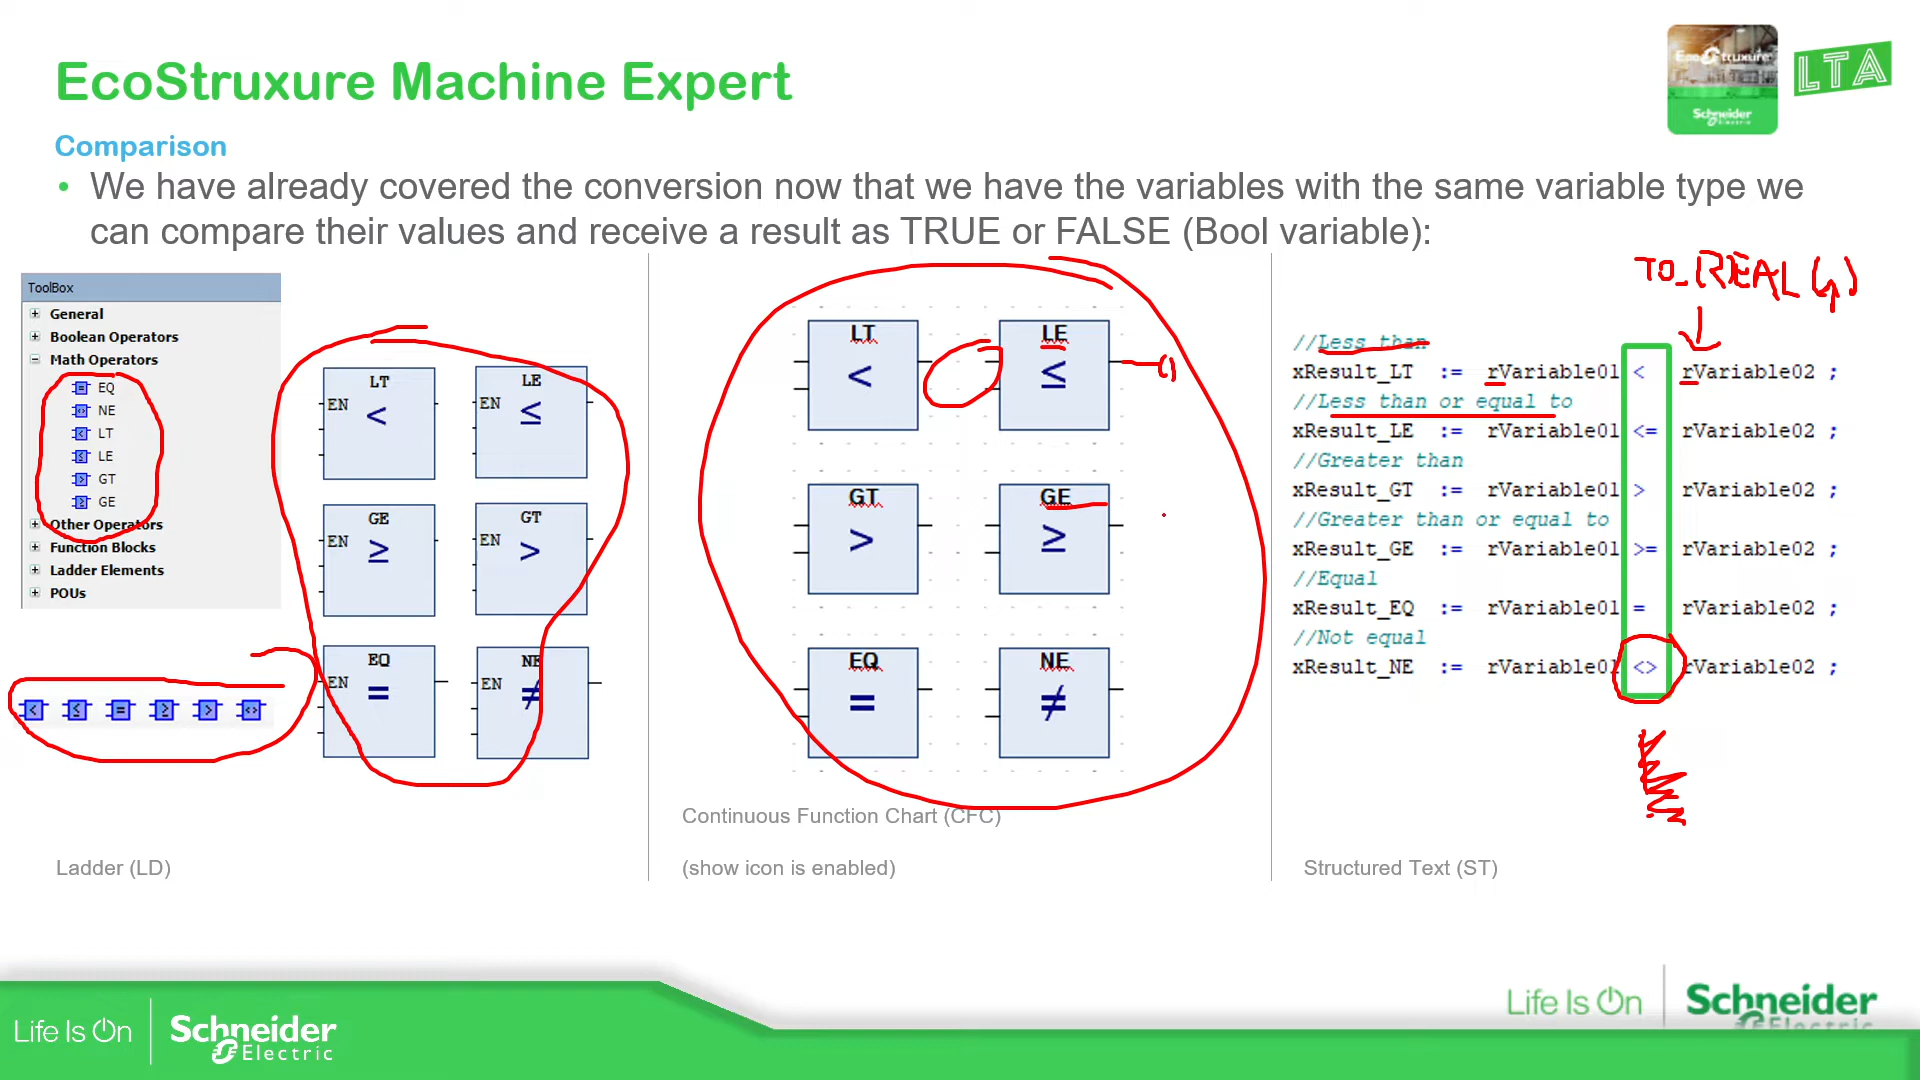 EcoStruxure Machine Expert
EcoStruxure
Schneider
Electric
LTA
Comparison
• We have already covered the conversion now that we have the variables with the same variable type we
can compare their values and receive a result as TRUE or FALSE (Bool variable):
ToolBox
General
Boolean Operators
Math Operators
EQ
NE
LT
LE
GT
GE
Other Operators
Function Blocks
Ladder Elements
POUs
< ≤ = ≥ > <>
LT
EN <
LE
EN ≤
GE
EN ≥
GT
EN >
EQ
EN =
NE
EN ≠
Ladder (LD)
LT
<
LE
≤
GT
>
GE
≥
EQ
=
NE
≠
Continuous Function Chart (CFC)
(show icon is enabled)
TO_REAL( )
//Less than
xResult_LT := rVariable01 < rVariable02 ;
//Less than or equal to
xResult_LE := rVariable01 <= rVariable02 ;
//Greater than
xResult_GT := rVariable01 > rVariable02 ;
//Greater than or equal to
xResult_GE := rVariable01 >= rVariable02 ;
//Equal
xResult_EQ := rVariable01 = rVariable02 ;
//Not equal
xResult_NE := rVariable01 <> rVariable02 ;
Structured Text (ST)
Life Is On
Schneider
Electric
Life Is On
Schneider
Electric